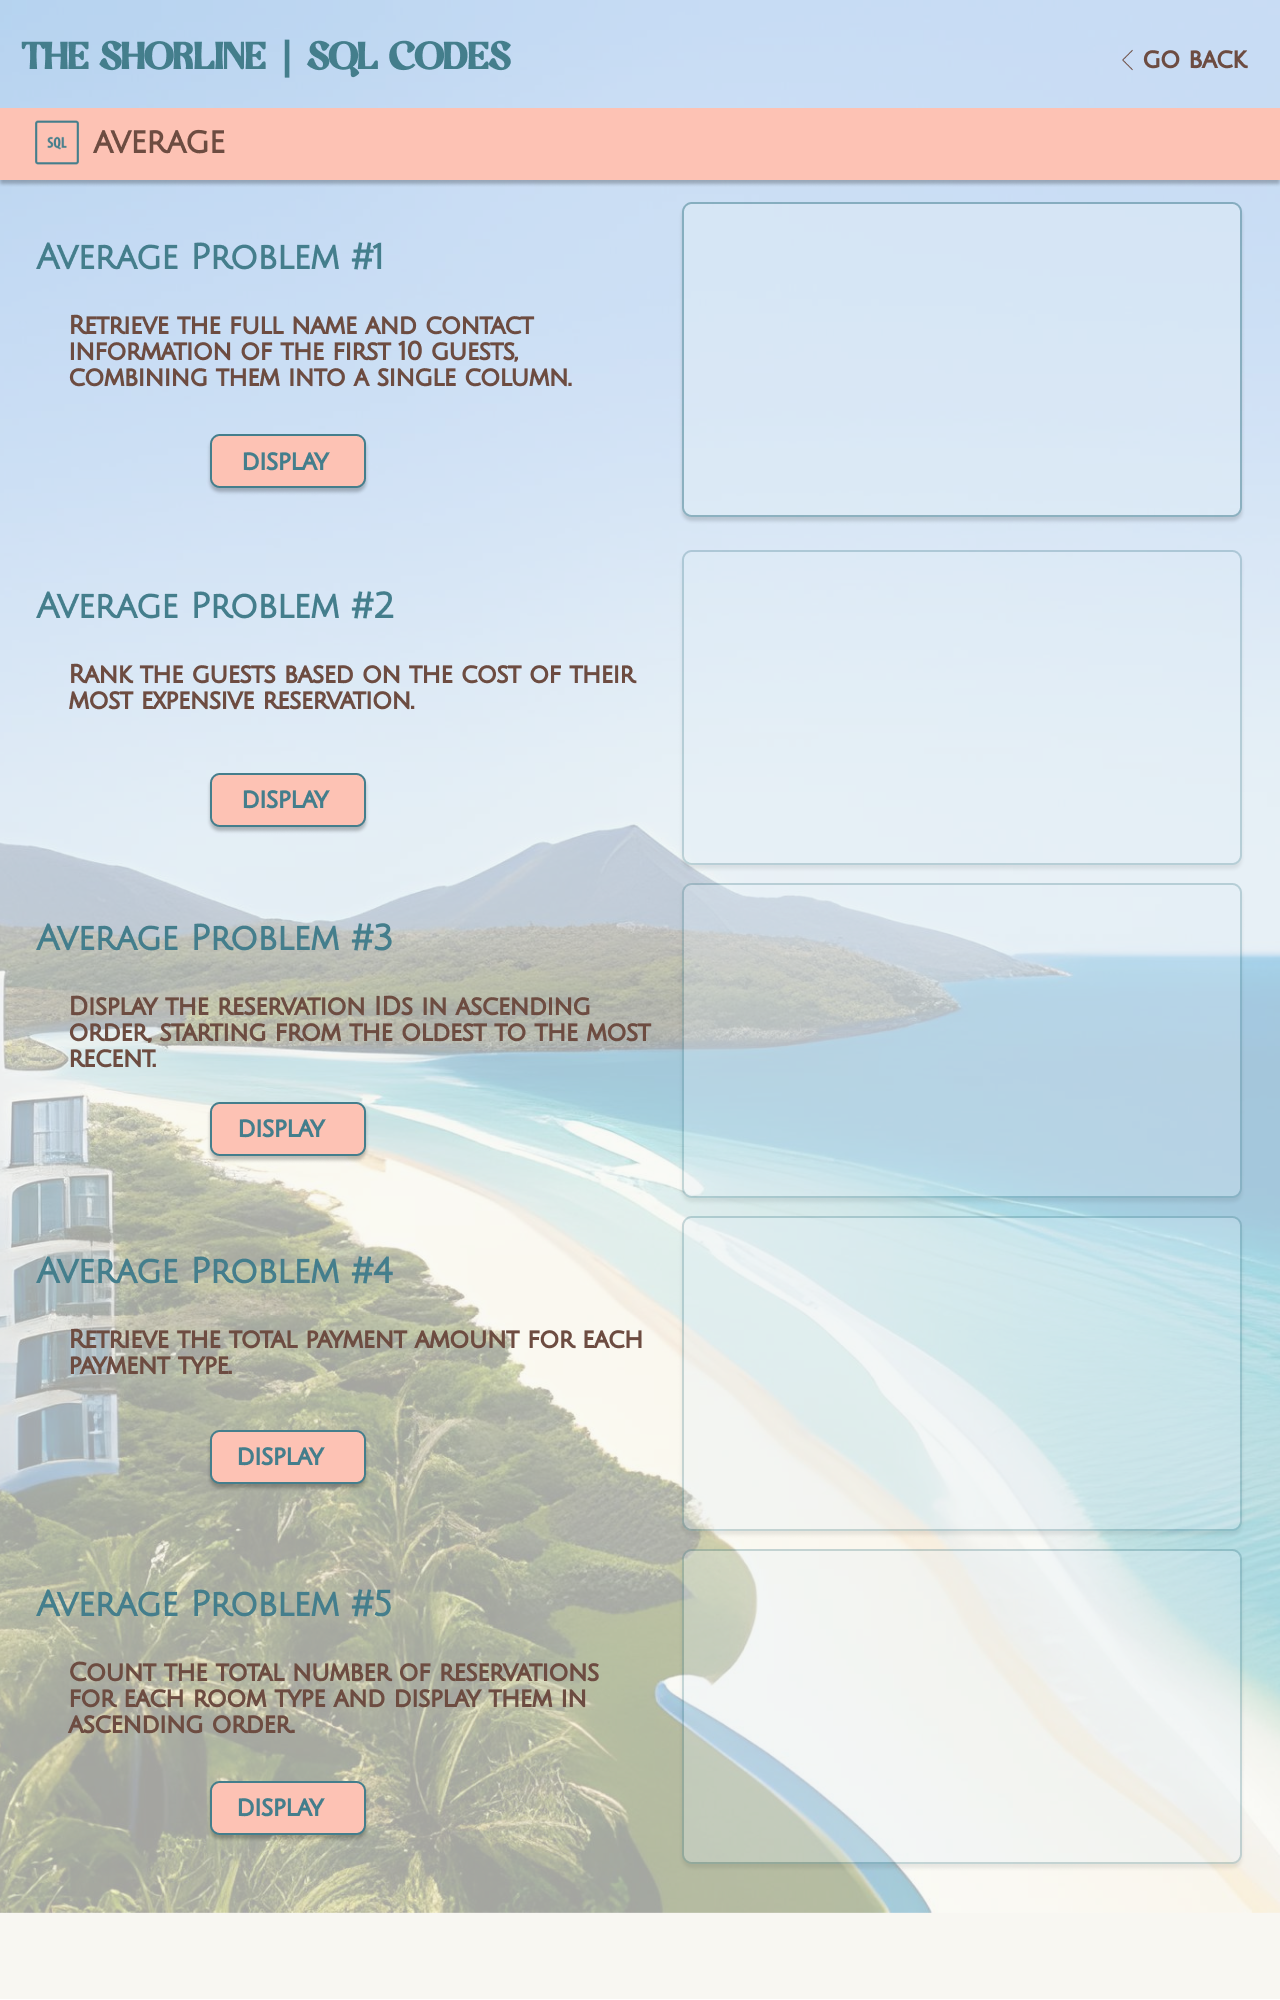 THE SHORLINE | SQL CODES
< GO BACK
SQL AVERAGE
Average Problem #1
Retrieve the full name and contact
information of the first 10 guests,
combining them into a single column.
DISPLAY
Average Problem #2
Rank the guests based on the cost of their
most expensive reservation.
DISPLAY
Average Problem #3
Display the reservation IDs in ascending
order, starting from the oldest to the most
recent.
DISPLAY
Average Problem #4
Retrieve the total payment amount for each
payment type.
DISPLAY
Average Problem #5
Count the total number of reservations
for each room type and display them in
ascending order.
DISPLAY